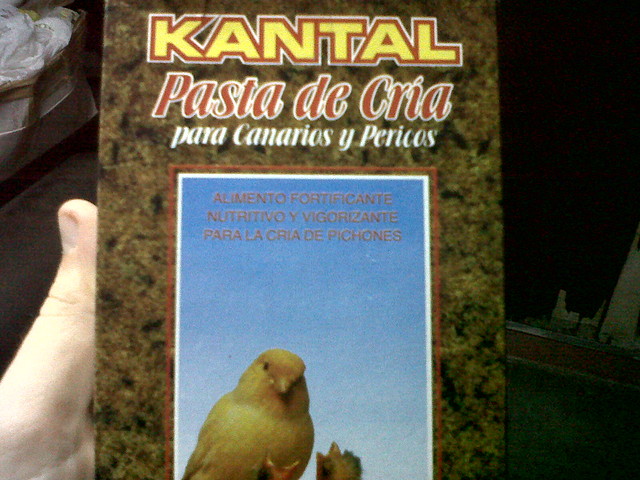 KANTAL
Pasta de Cría
para Canarios y Pericos
ALIMENTO FORTIFICANTE
NUTRITIVO Y VIGORIZANTE
PARA LA CRIA DE PICHONES